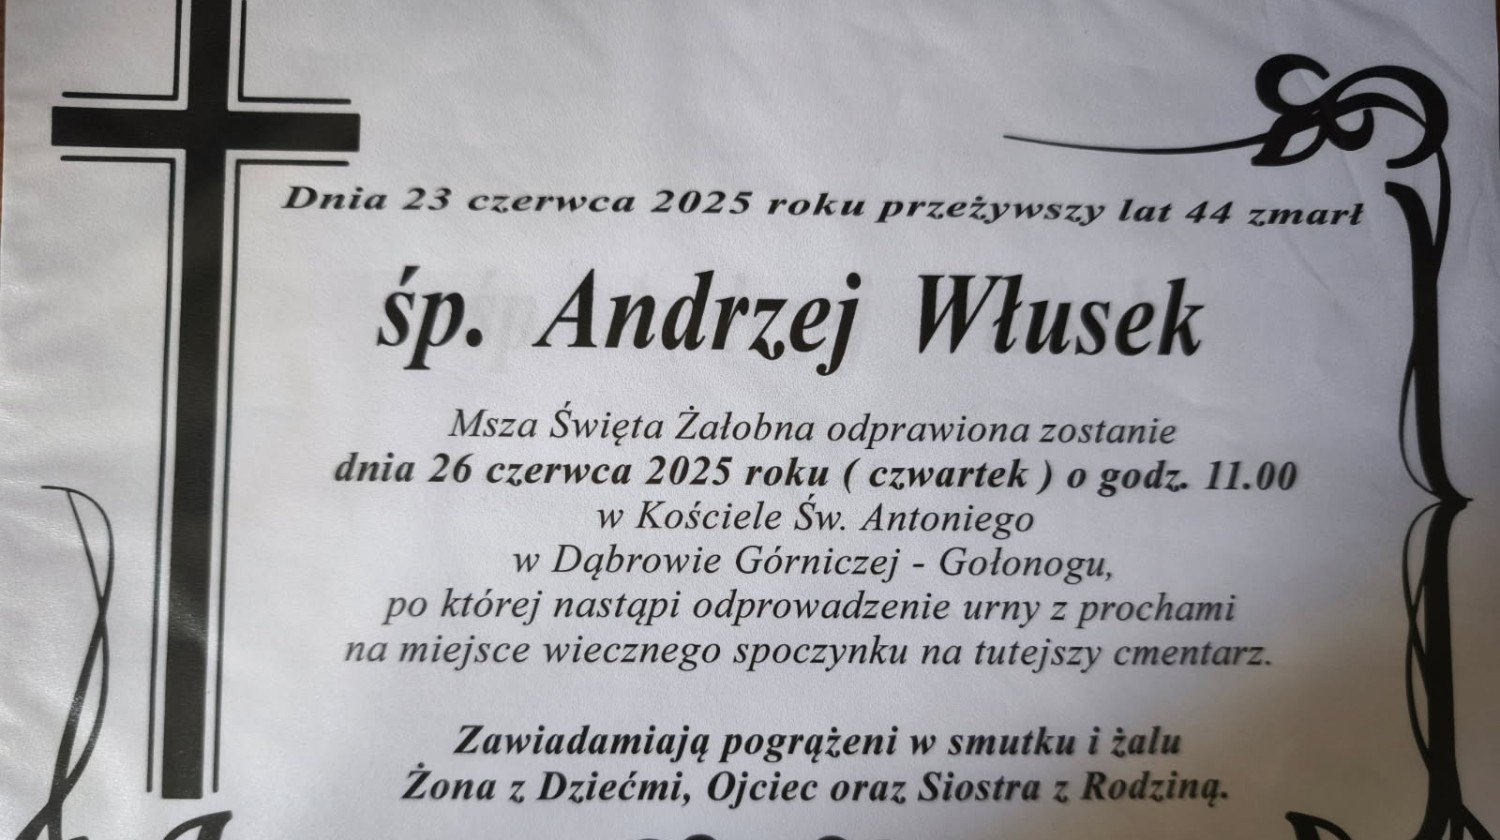 Dnia 23 czerwca 2025 roku przeżywszy lat 44 zmarł
śp. Andrzej Włusek
Msza Święta Żałobna odprawiona zostanie
dnia 26 czerwca 2025 roku ( czwartek ) o godz. 11.00
w Kościele Św. Antoniego
w Dąbrowie Górniczej - Gołonogu,
po której nastąpi odprowadzenie urny z prochami
na miejsce wiecznego spoczynku na tutejszy cmentarz.
Zawiadamiają pogrążeni w smutku i żalu
Żona z Dziećmi, Ojciec oraz Siostra z Rodziną.